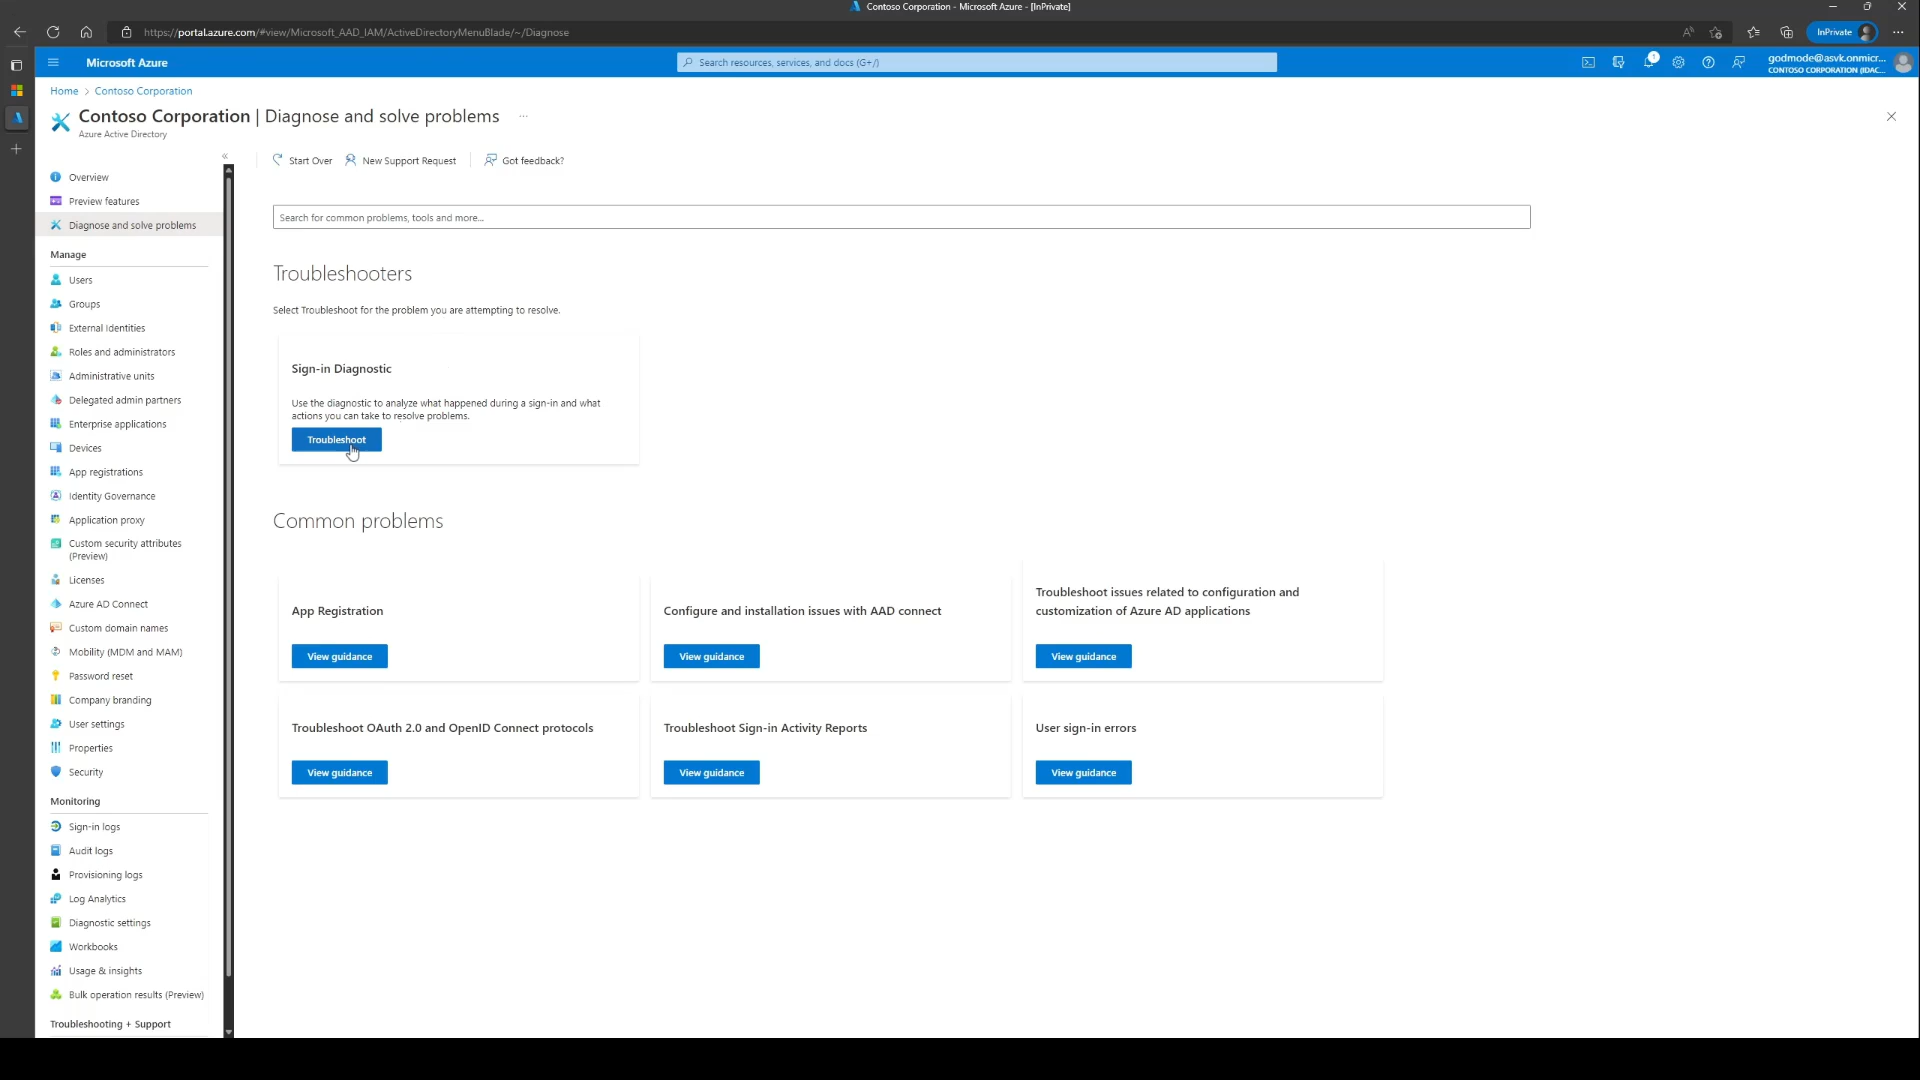 Contoso Corporation - Microsoft Azure - [InPrivate]
https://portal.azure.com/#view/Microsoft_AAD_IAM/ActiveDirectoryMenuBlade/~/Diagnose
InPrivate
Microsoft Azure
Search resources, services, and docs (G+/)
1
godmode@asvk.onmicr...
CONTOSO CORPORATION (IDAC...
Home > Contoso Corporation
Contoso Corporation | Diagnose and solve problems ...
Azure Active Directory
Start Over
New Support Request
Got feedback?
Overview
Preview features
Diagnose and solve problems
Manage
Users
Groups
External Identities
Roles and administrators
Administrative units
Delegated admin partners
Enterprise applications
Devices
App registrations
Identity Governance
Application proxy
Custom security attributes
(Preview)
Licenses
Azure AD Connect
Custom domain names
Mobility (MDM and MAM)
Password reset
Company branding
User settings
Properties
Security
Monitoring
Sign-in logs
Audit logs
Provisioning logs
Log Analytics
Diagnostic settings
Workbooks
Usage & insights
Bulk operation results (Preview)
Troubleshooting + Support
Search for common problems, tools and more...
Troubleshooters
Select Troubleshoot for the problem you are attempting to resolve.
Sign-in Diagnostic
Use the diagnostic to analyze what happened during a sign-in and what
actions you can take to resolve problems.
Troubleshoot
Common problems
App Registration
View guidance
Configure and installation issues with AAD connect
View guidance
Troubleshoot issues related to configuration and
customization of Azure AD applications
View guidance
Troubleshoot OAuth 2.0 and OpenID Connect protocols
View guidance
Troubleshoot Sign-in Activity Reports
View guidance
User sign-in errors
View guidance